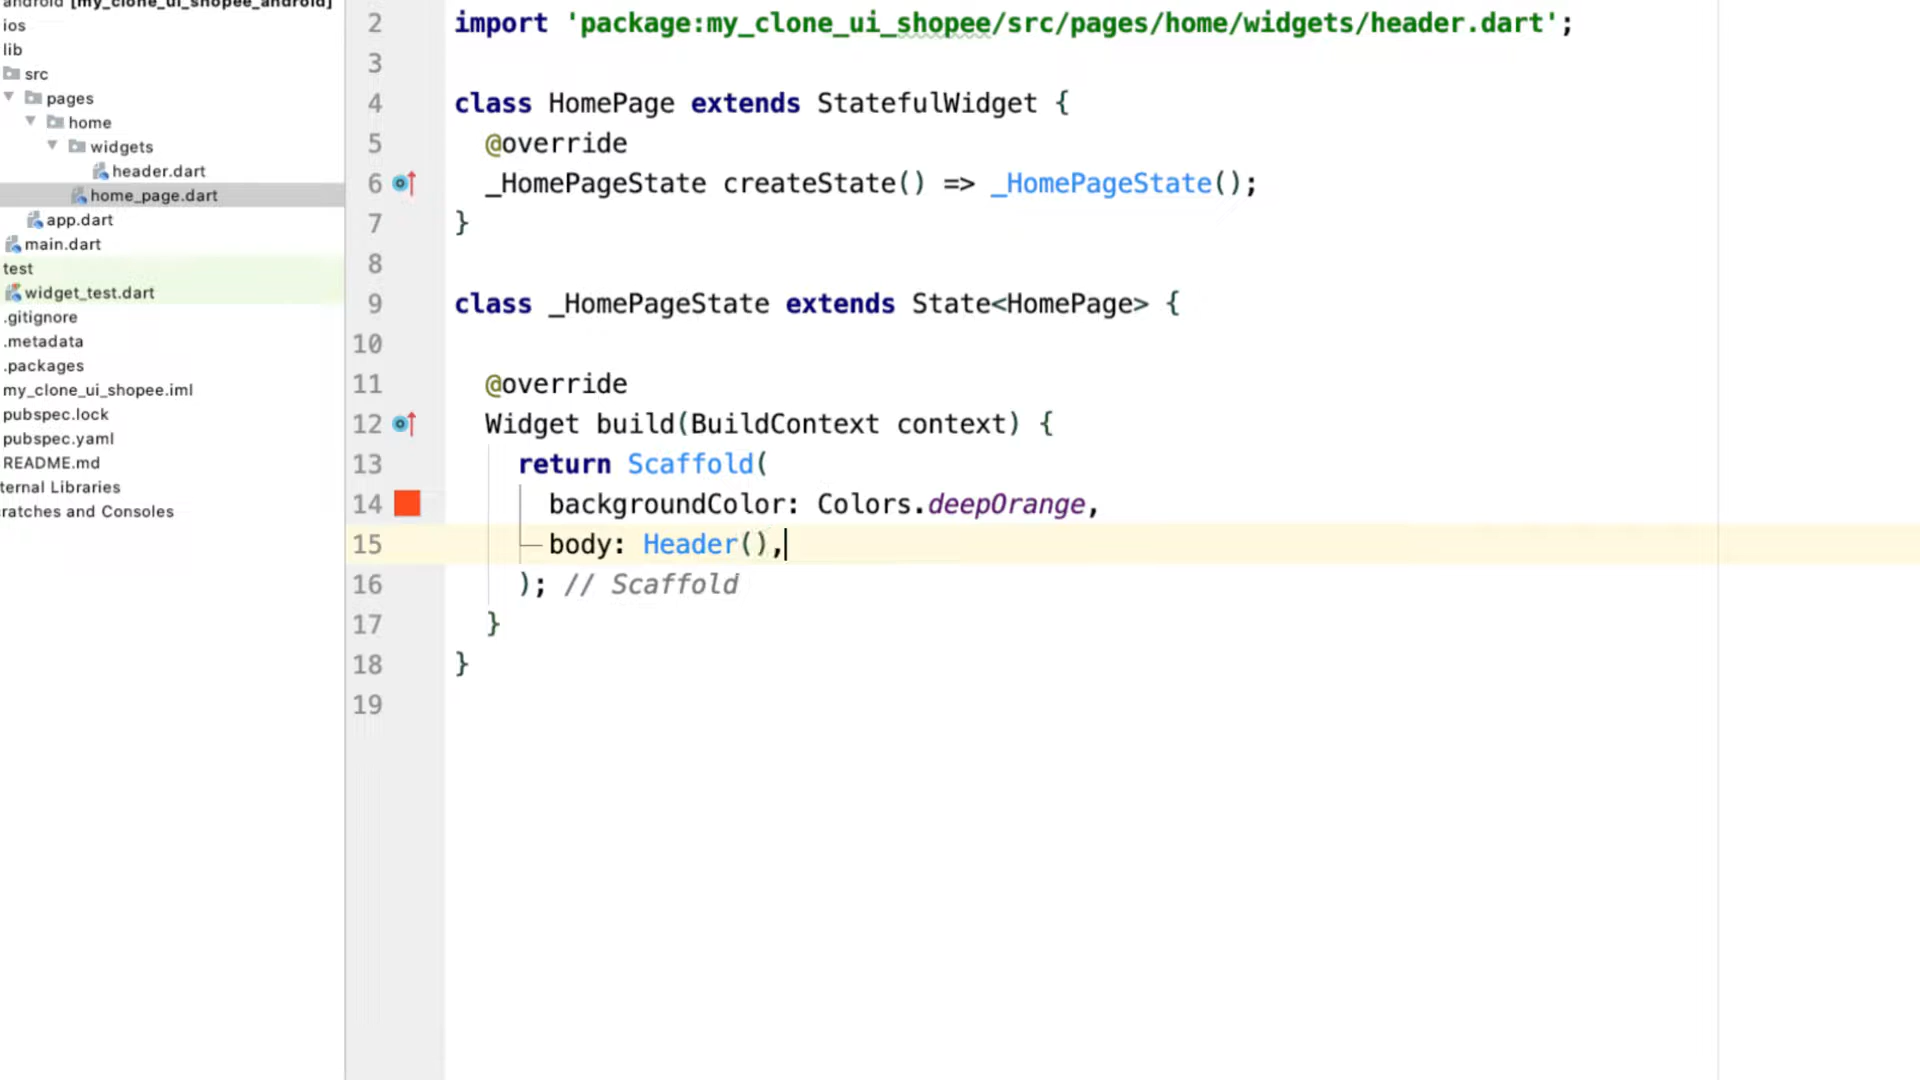 android [my_clone_ui_shopee_android]
ios
lib
src
pages
home
widgets
header.dart
home_page.dart
app.dart
main.dart
test
widget_test.dart
.gitignore
.metadata
.packages
my_clone_ui_shopee.iml
pubspec.lock
pubspec.yaml
README.md
ternal Libraries
ratches and Consoles
2 import 'package:my_clone_ui_shopee/src/pages/home/widgets/header.dart';
3
4 class HomePage extends StatefulWidget {
5 @override
6 _HomePageState createState() => _HomePageState();
7 }
8
9 class _HomePageState extends State<HomePage> {
10
11 @override
12 Widget build(BuildContext context) {
13 return Scaffold(
14 backgroundColor: Colors.deepOrange,
15 body: Header(),
16 ); // Scaffold
17 }
18 }
19